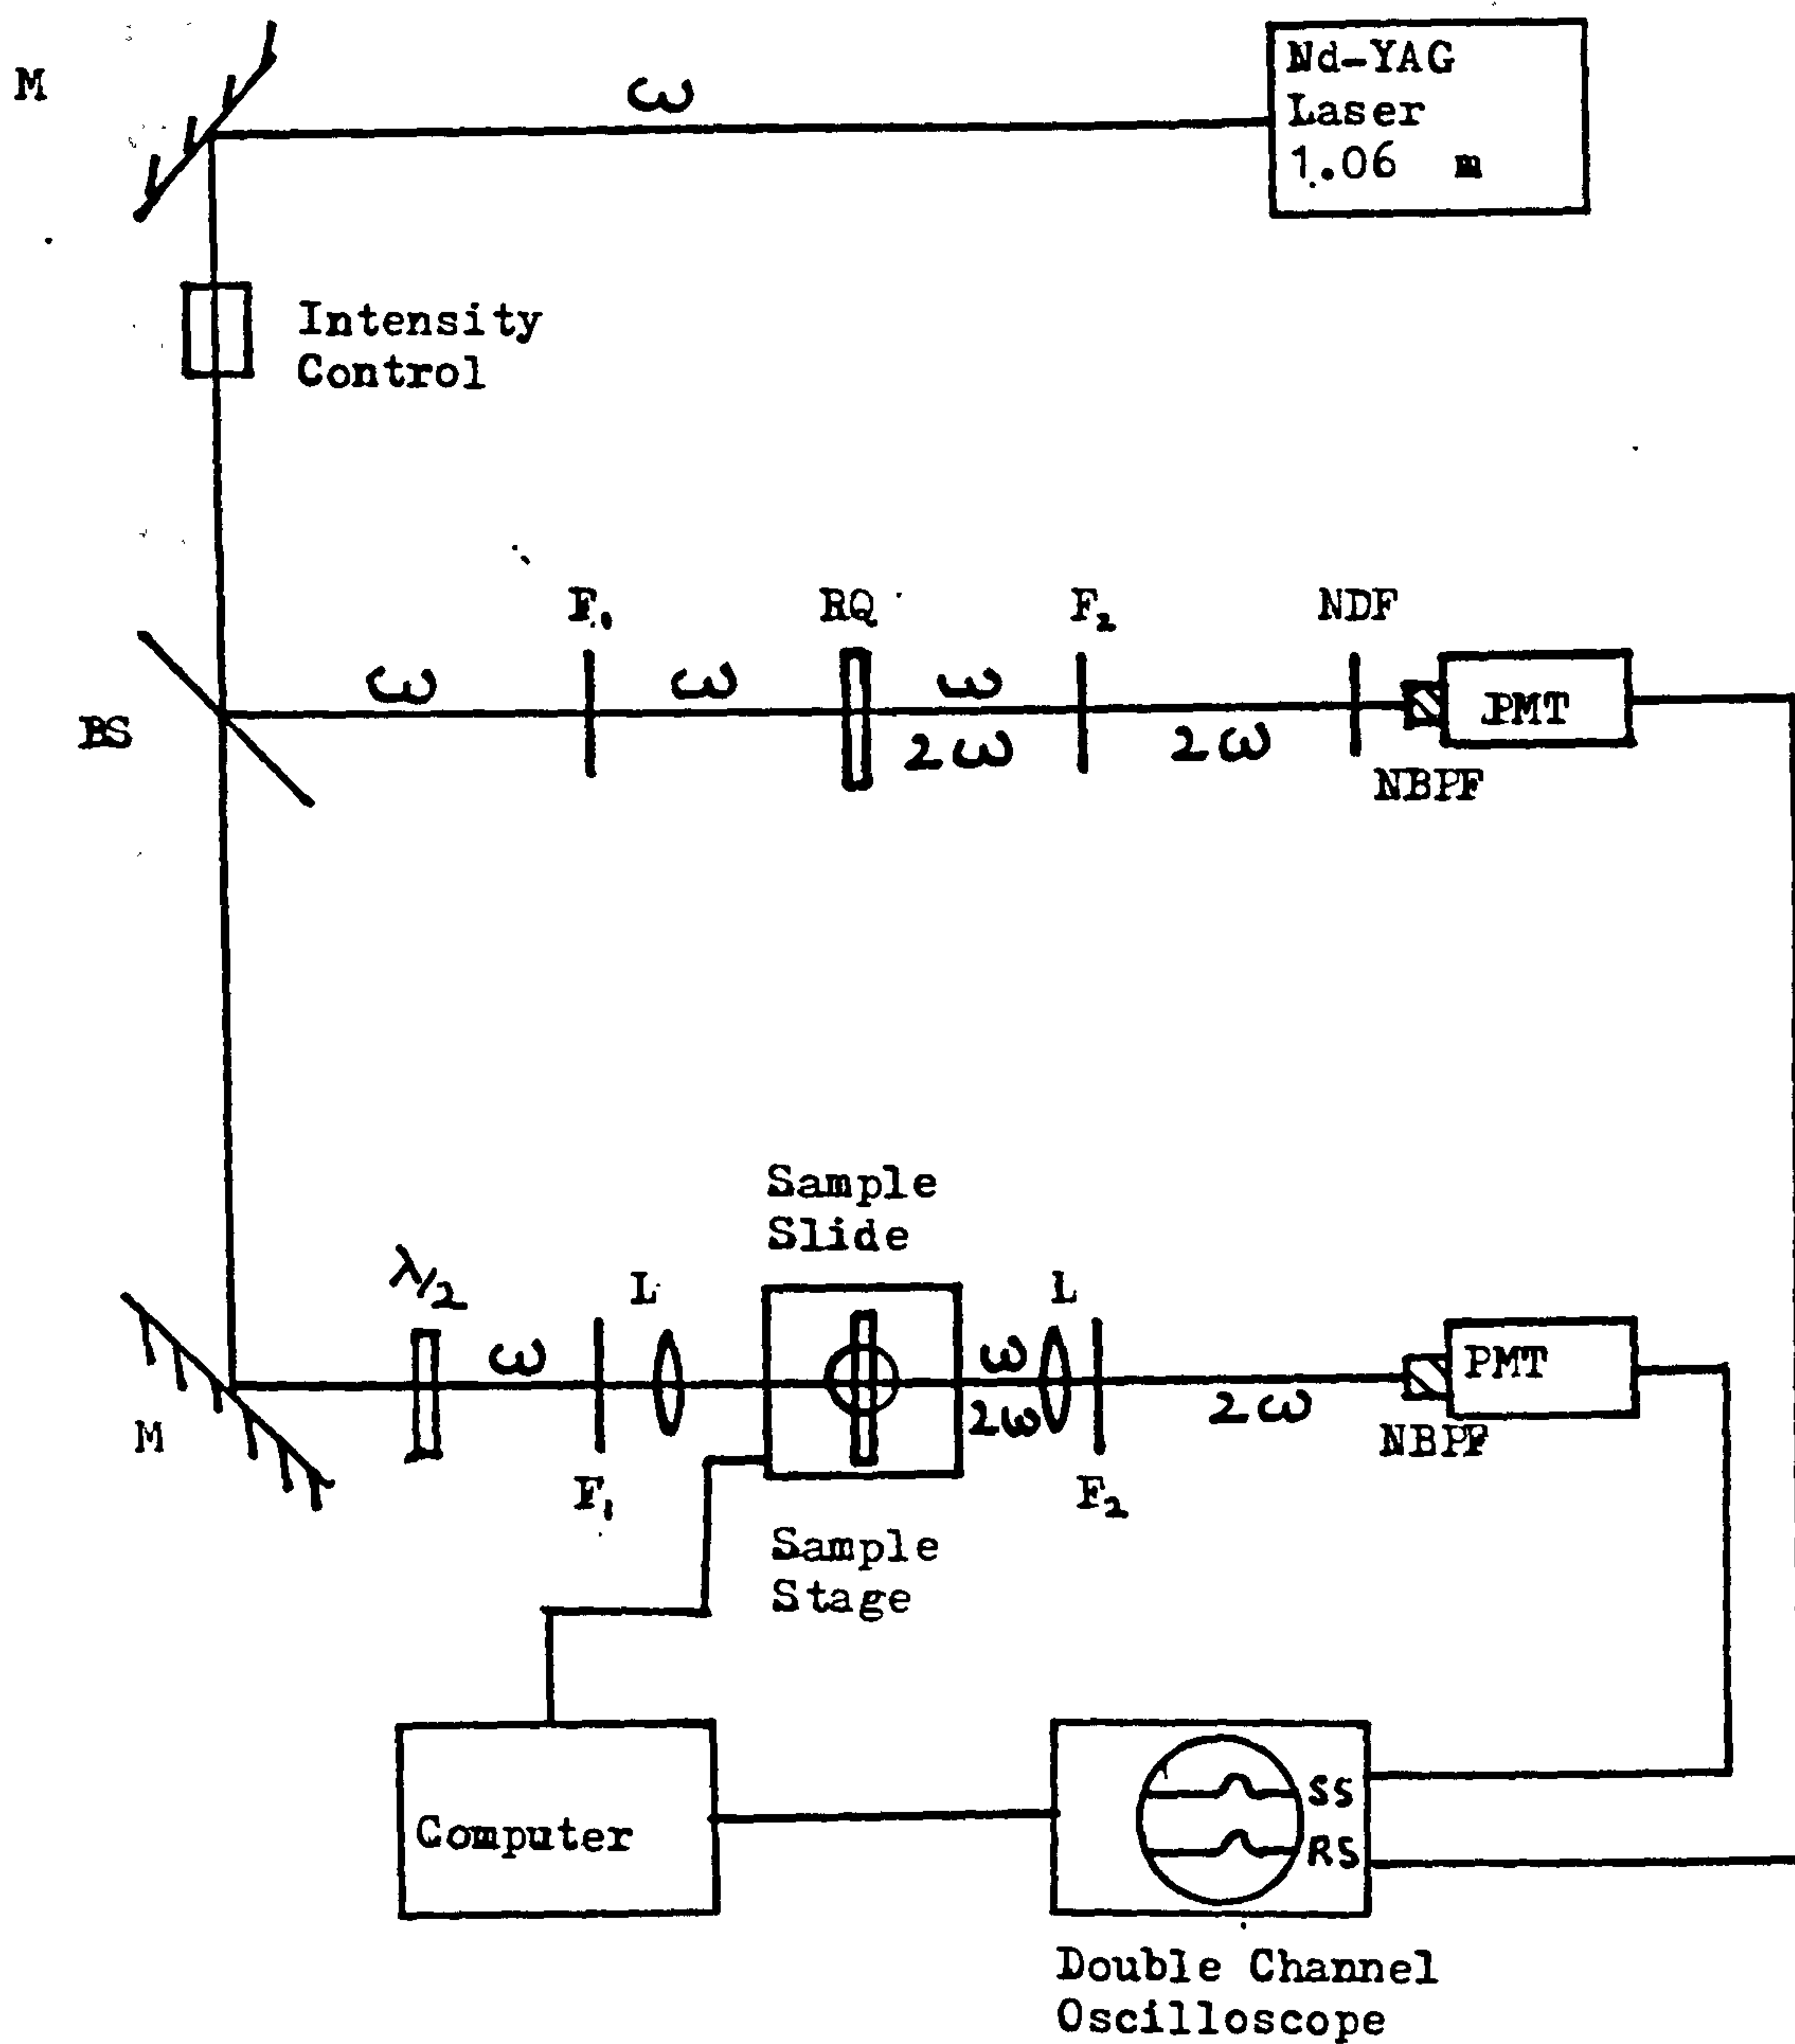 M
ω
Nd-YAG
Laser
1.06 m
Intensity
Control
F₁
RQ
F₂
NDF
BS
ω
ω
ω
2ω
2ω
PMT
NBPF
Sample
Slide
λ/2
L
L
ω
ω
2ω
2ω
PMT
NBPF
M
F₁
F₂
Sample
Stage
Computer
SS
RS
Double Channel
Oscilloscope